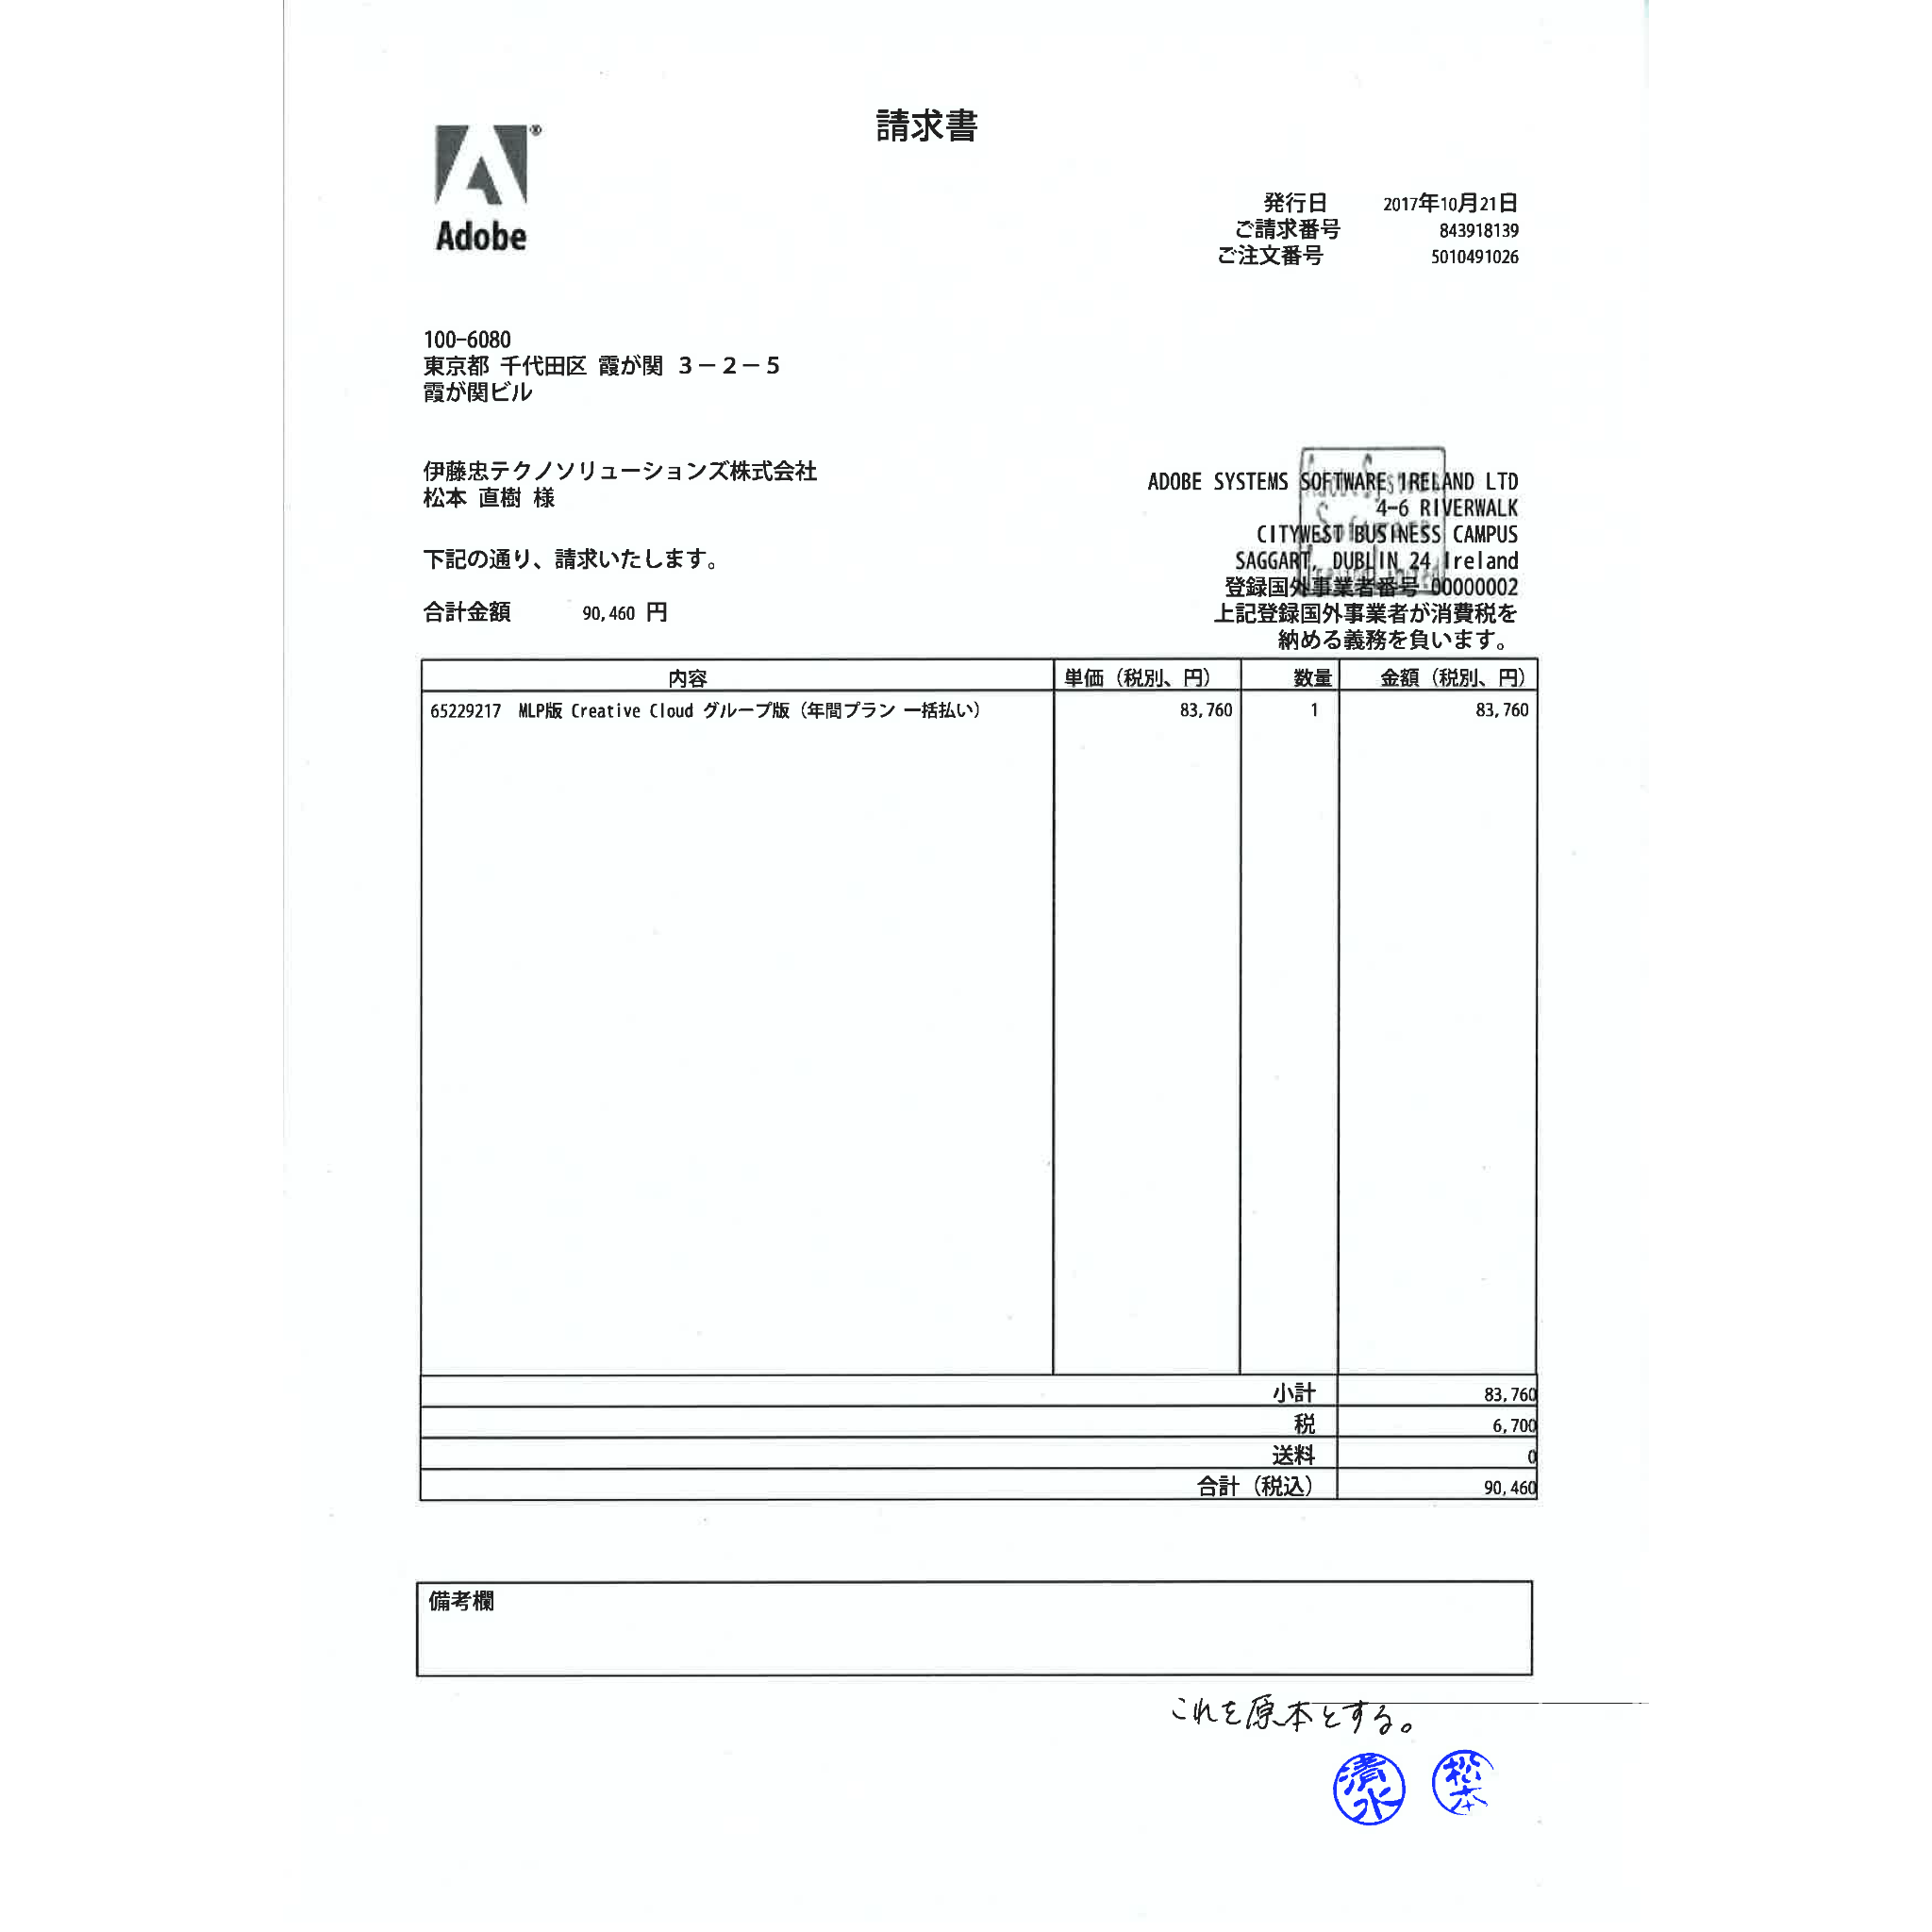 請求書
Adobe
発行日 2017年10月21日
ご請求番号 843918139
ご注文番号 5010491026
100-6080
東京都 千代田区 霞が関 3-2-5
霞が関ビル
伊藤忠テクノソリューションズ株式会社
松本 直樹 様
ADOBE SYSTEMS SOFTWARE IRELAND LTD
4-6 RIVERWALK
CITYWEST BUSINESS CAMPUS
SAGGART, DUBLIN 24 Ireland
登録国外事業者番号 00000002
上記登録国外事業者が消費税を
納める義務を負います。
下記の通り、請求いたします。
合計金額 90,460 円
内容 単価(税別、円) 数量 金額(税別、円)
65229217 MLP版 Creative Cloud グループ版(年間プラン 一括払い) 83,760 1 83,760
小計 83,760
税 6,700
送料 0
合計(税込) 90,460
備考欄
これを原本とする。
清水 松本